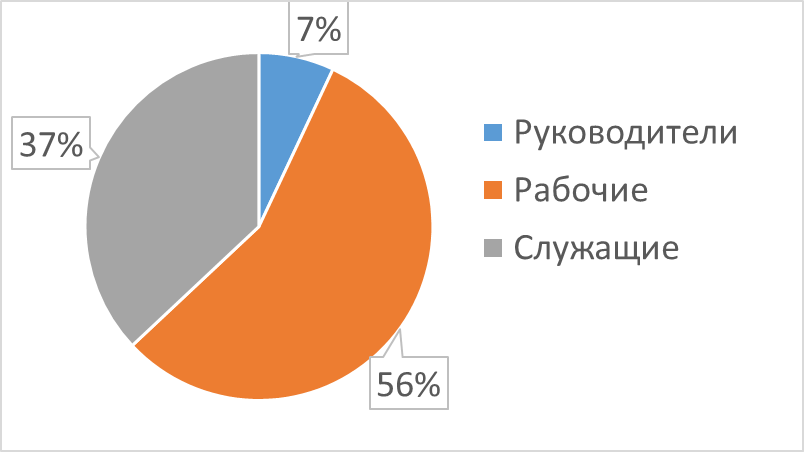 7%
37%
56%
Руководители
Рабочие
Служащие